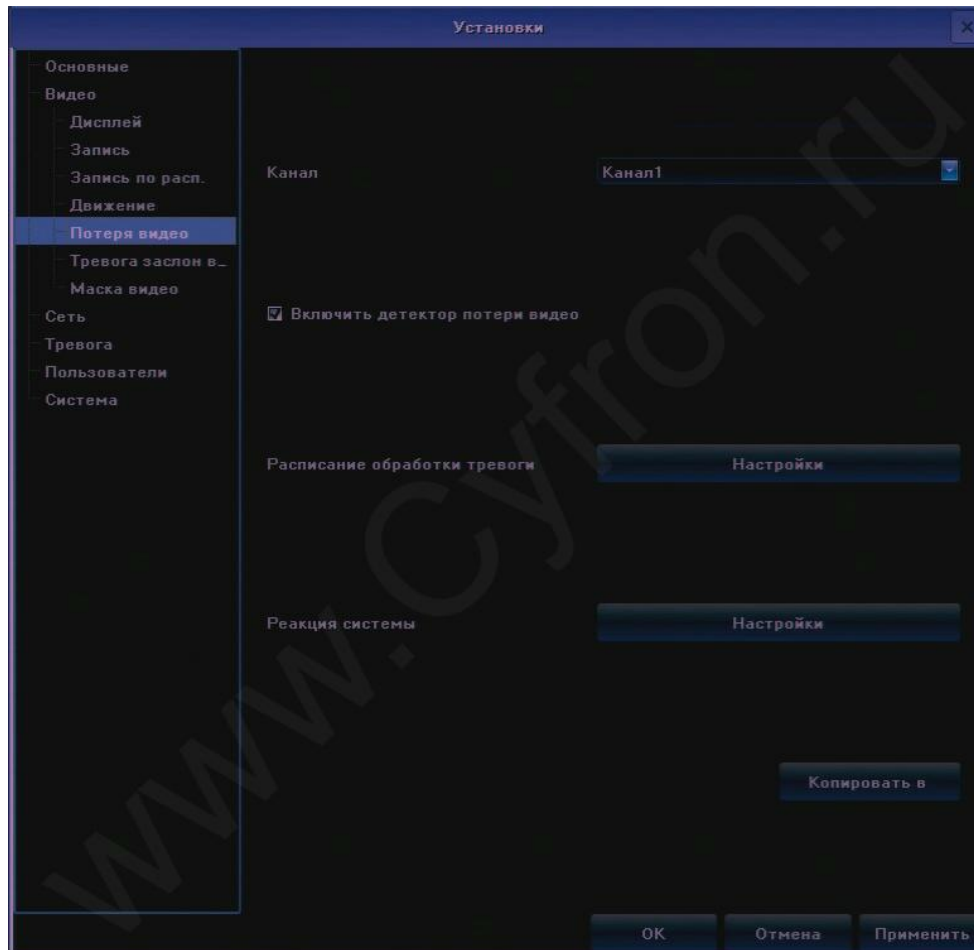 Установки
Основные
Видео
Дисплей
Запись
Запись по расп.
Движение
Потеря видео
Тревога заслон в_
Маска видео
Сеть
Тревога
Пользователи
Система
Канал
Канал1
Включить детектор потери видео
Расписание обработки тревоги
Настройки
Реакция системы
Настройки
Копировать в
OK
Отмена
Применить
www.Cyfron.ru